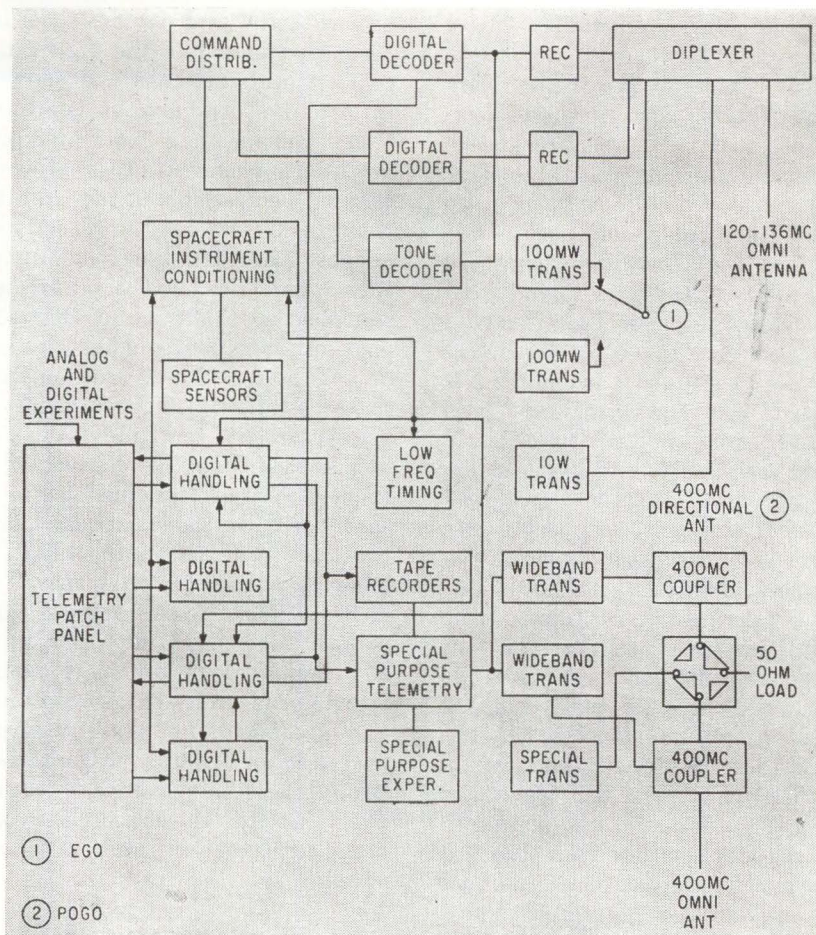 COMMAND
DISTRIB.
DIGITAL
DECODER
REC
DIPLEXER
DIGITAL
DECODER
REC
SPACECRAFT
INSTRUMENT
CONDITIONING
TONE
DECODER
100MW
TRANS
120-136MC
OMNI
ANTENNA
1
100MW
TRANS
SPACECRAFT
SENSORS
ANALOG
AND
DIGITAL
EXPERIMENTS
DIGITAL
HANDLING
LOW
FREQ
TIMING
10W
TRANS
400MC
DIRECTIONAL
ANT
2
DIGITAL
HANDLING
TAPE
RECORDERS
WIDEBAND
TRANS
400MC
COUPLER
TELEMETRY
PATCH
PANEL
DIGITAL
HANDLING
SPECIAL
PURPOSE
TELEMETRY
WIDEBAND
TRANS
50
OHM
LOAD
DIGITAL
HANDLING
SPECIAL
PURPOSE
EXPER.
SPECIAL
TRANS
400MC
COUPLER
1 EGO
2 POGO
400MC
OMNI
ANT